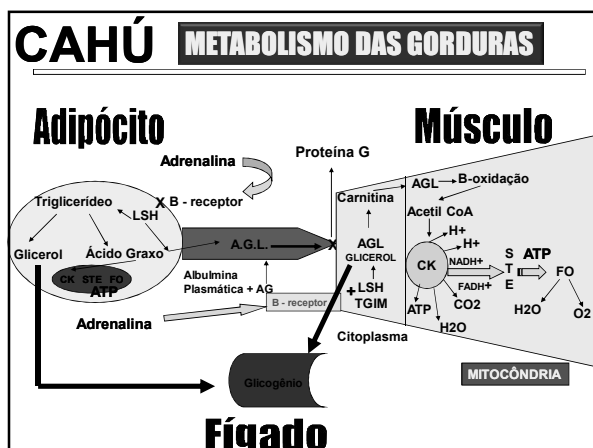 CAHÚ
METABOLISMO DAS GORDURAS
Adipócito
Músculo
Adrenalina
Proteína G
Triglicerídeo
X B - receptor
LSH
Glicerol
Ácido Graxo
CK STE FO
ATP
A.G.L.
X
Albulmina
Plasmática + AG
Adrenalina
B - receptor
Carnitina
AGL
B-oxidação
Acetil CoA
AGL
GLICEROL
+
LSH
TGIM
Citoplasma
H+
H+
CK
NADH+
FADH+
S
T
E
ATP
FO
ATP
CO2
H2O
H2O
O2
MITOCÔNDRIA
Glicogênio
Fígado